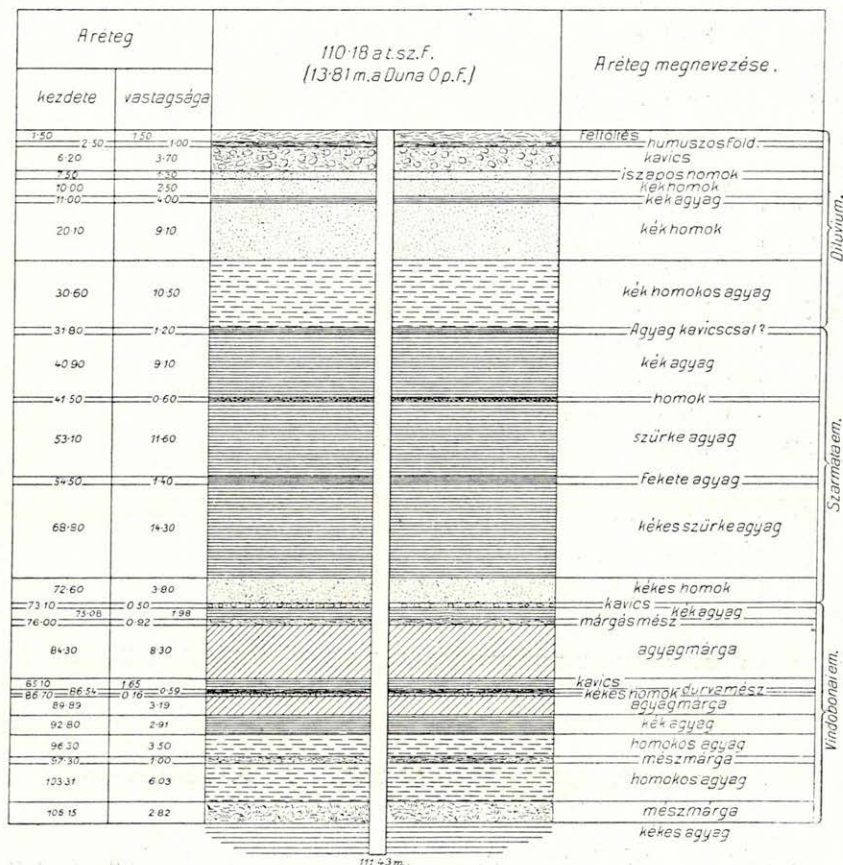 A réteg
110·18 a t.sz.f.
(13·81 m. a Duna 0 p.f.)
A réteg megnevezése.
kezdete vastagsága
1·50 1·50 feltöltés
2·50 1·00 humuszos föld.
6·20 3·70 kavics
7·50 1·30 iszapos homok
10·00 2·50 kék homok
11·00 4·00 kék agyag
20·10 9·10 kék homok
Diluvium.
30·60 10·50 kék homokos agyag
31·80 1·20 Agyag kavicscsal?
40·90 9·10 kék agyag
41·50 0·60 homok
53·10 11·60 szürke agyag
54·50 1·40 Fekete agyag
Szarmata em.
68·80 14·30 kékes szürke agyag
72·60 3·80 kékes homok
73·10 0·50 kavics
75·08 1·98 kék agyag
76·00 0·92 márgás mész
84·30 8·30 agyagmárga
85·10 1·65 kavics
86·54 0·59 durvamész
86·70 0·16 kékes homok
89·89 3·19 agyagmárga
92·80 2·91 kék agyag
Vindobonai em.
96·30 3·50 homokos agyag
97·30 1·00 mészmárga
103·31 6·03 homokos agyag
106·15 2·82 mészmárga
kékes agyag
111·43 m.